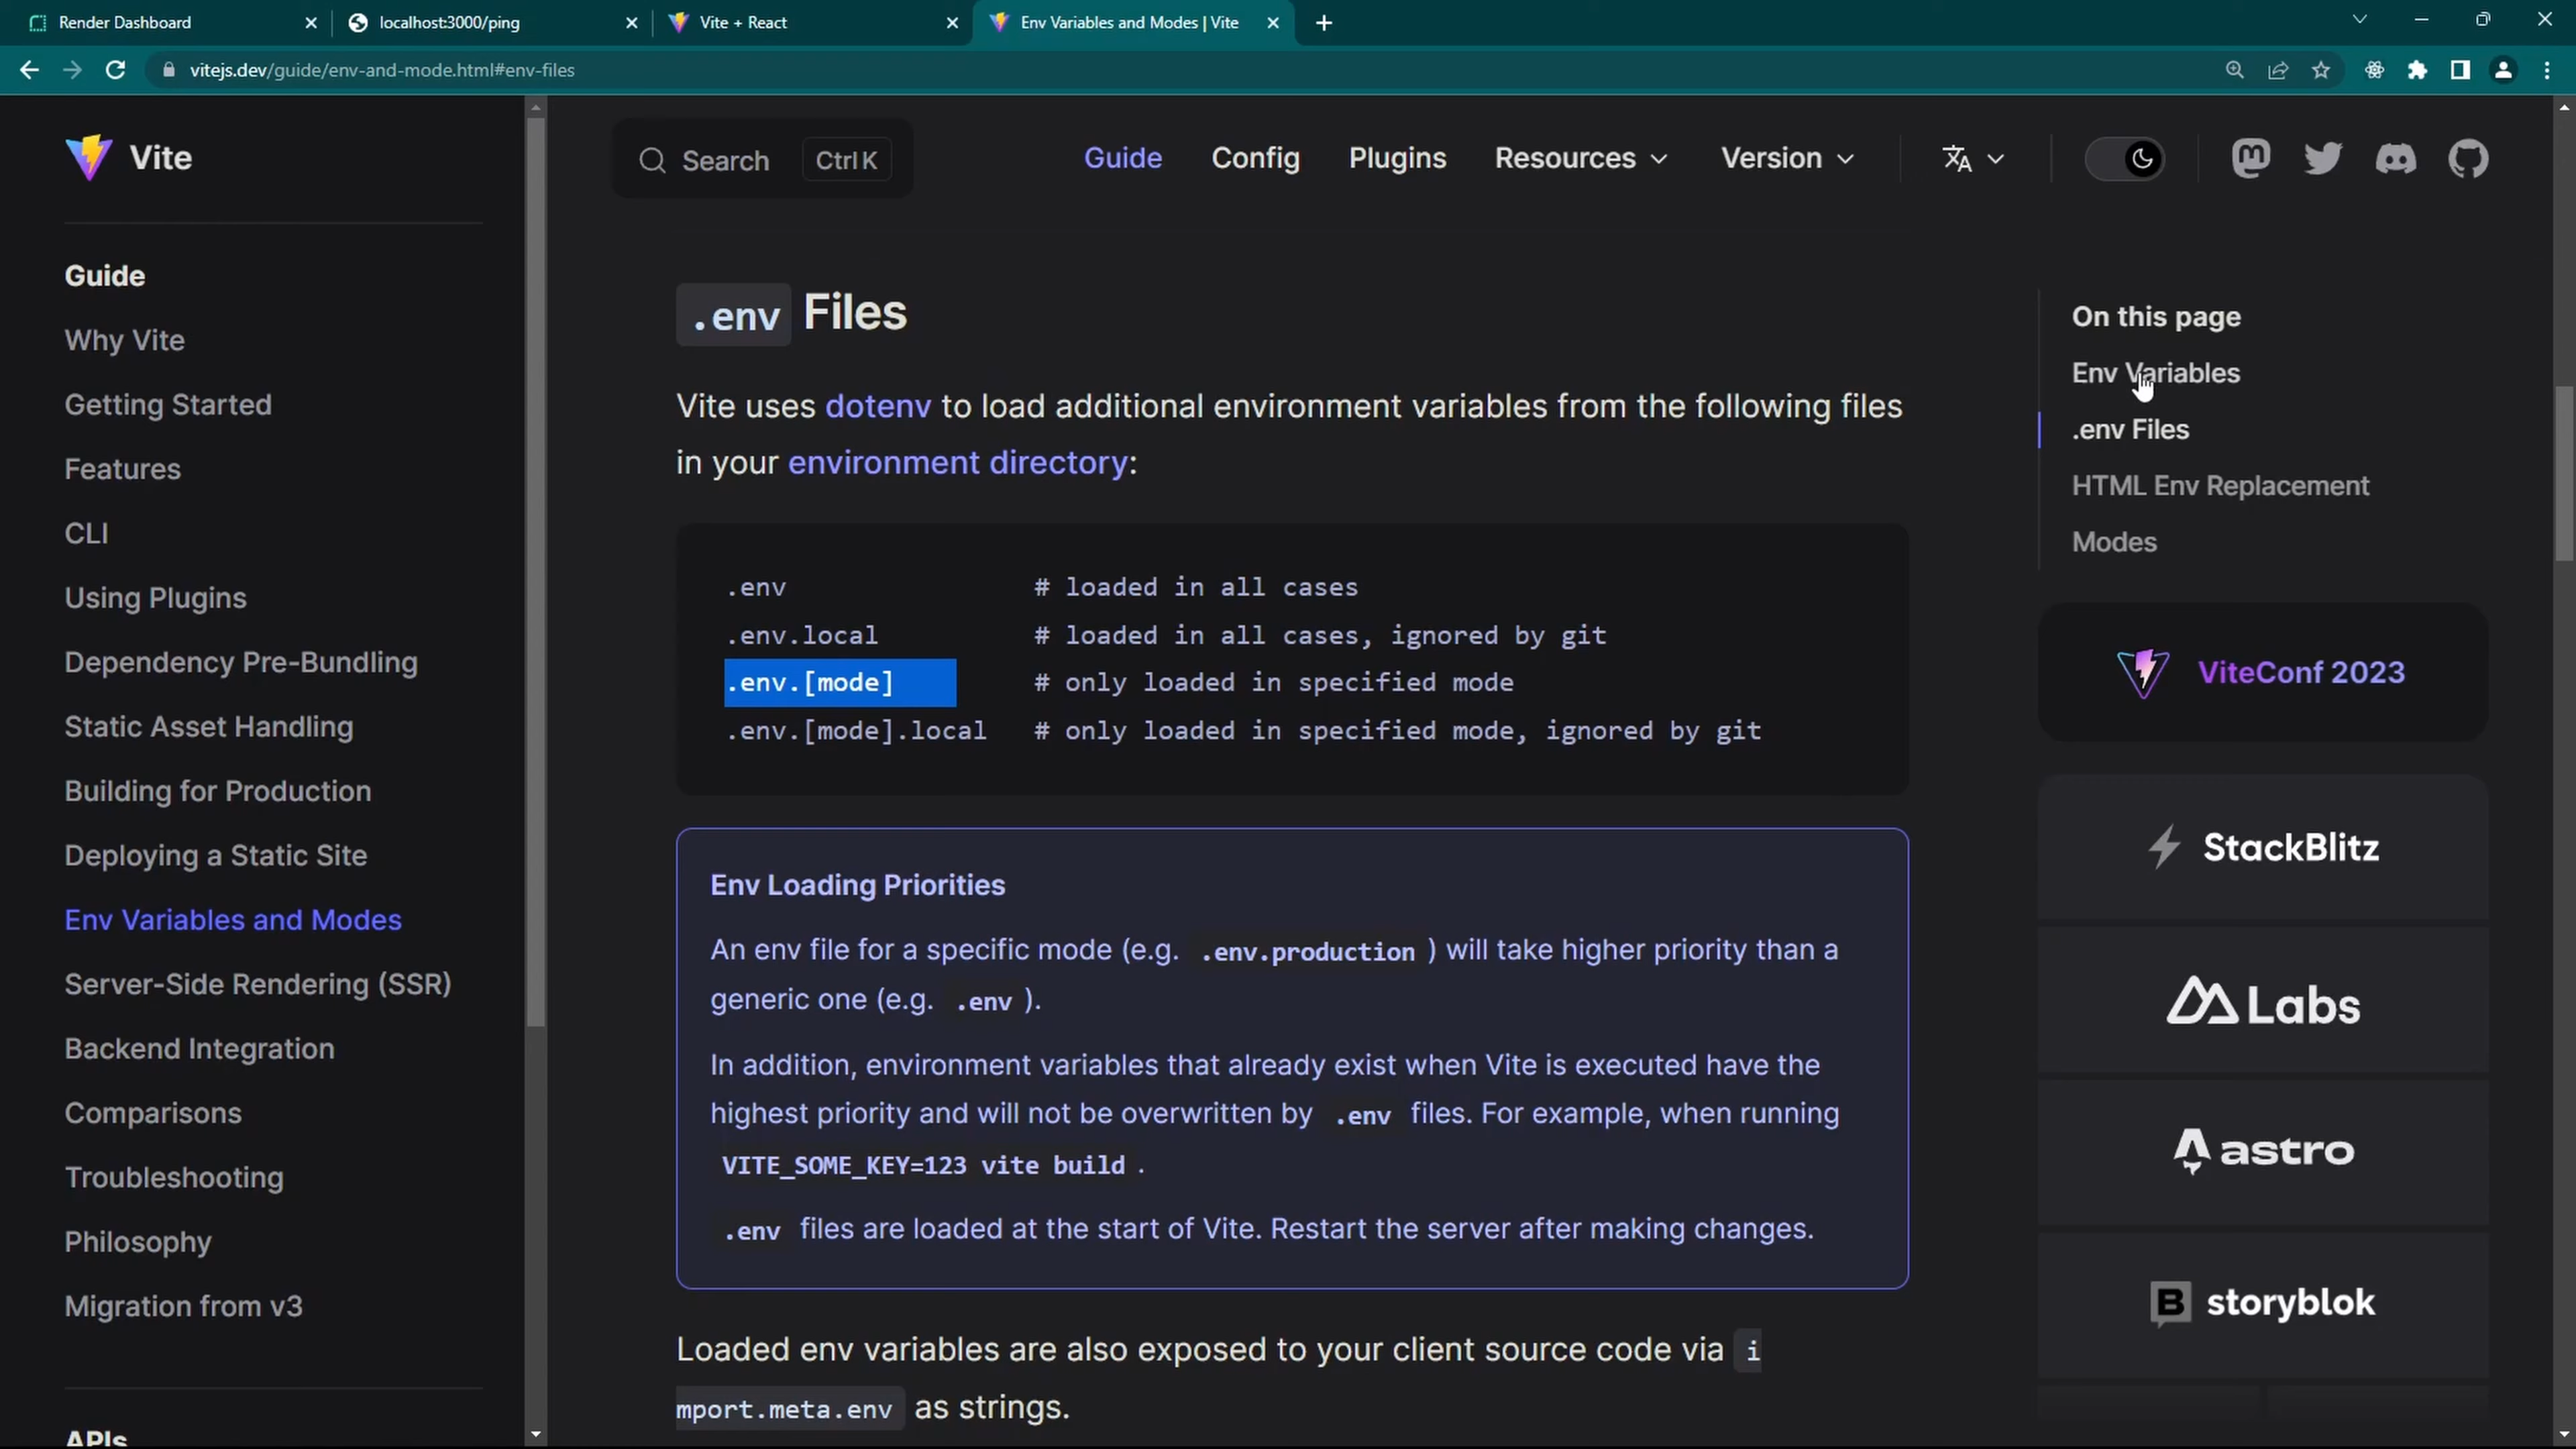 Render Dashboard
localhost:3000/ping
Vite + React
Env Variables and Modes | Vite
vitejs.dev/guide/env-and-mode.html#env-files
Vite
Search Ctrl K
Guide Config Plugins Resources Version
Guide
Why Vite
Getting Started
Features
CLI
Using Plugins
Dependency Pre-Bundling
Static Asset Handling
Building for Production
Deploying a Static Site
Env Variables and Modes
Server-Side Rendering (SSR)
Backend Integration
Comparisons
Troubleshooting
Philosophy
Migration from v3
APIs
.env Files
Vite uses dotenv to load additional environment variables from the following files
in your environment directory:
.env # loaded in all cases
.env.local # loaded in all cases, ignored by git
.env.[mode] # only loaded in specified mode
.env.[mode].local # only loaded in specified mode, ignored by git
Env Loading Priorities
An env file for a specific mode (e.g. .env.production ) will take higher priority than a
generic one (e.g. .env ).
In addition, environment variables that already exist when Vite is executed have the
highest priority and will not be overwritten by .env files. For example, when running
VITE_SOME_KEY=123 vite build .
.env files are loaded at the start of Vite. Restart the server after making changes.
Loaded env variables are also exposed to your client source code via i
mport.meta.env as strings.
On this page
Env Variables
.env Files
HTML Env Replacement
Modes
ViteConf 2023
StackBlitz
Labs
astro
storyblok